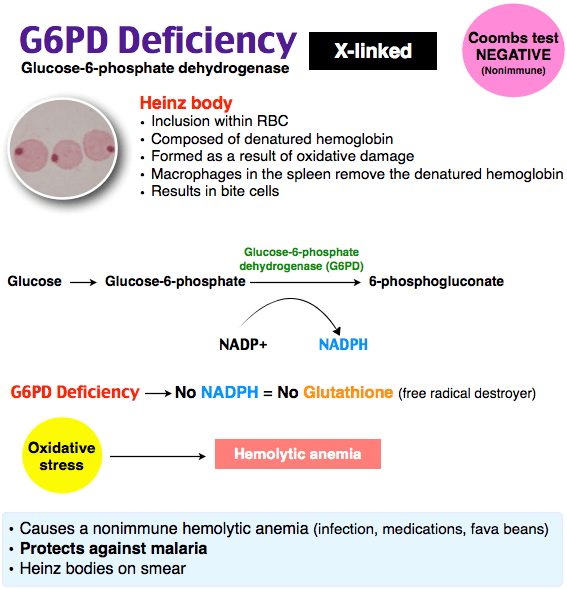 G6PD Deficiency
Glucose-6-phosphate dehydrogenase
X-linked
Coombs test
NEGATIVE
(Nonimmune)
Heinz body
• Inclusion within RBC
• Composed of denatured hemoglobin
• Formed as a result of oxidative damage
• Macrophages in the spleen remove the denatured hemoglobin
• Results in bite cells
Glucose-6-phosphate
dehydrogenase (G6PD)
Glucose → Glucose-6-phosphate → 6-phosphogluconate
NADP+ NADPH
G6PD Deficiency → No NADPH = No Glutathione (free radical destroyer)
Oxidative
stress
Hemolytic anemia
• Causes a nonimmune hemolytic anemia (infection, medications, fava beans)
• Protects against malaria
• Heinz bodies on smear